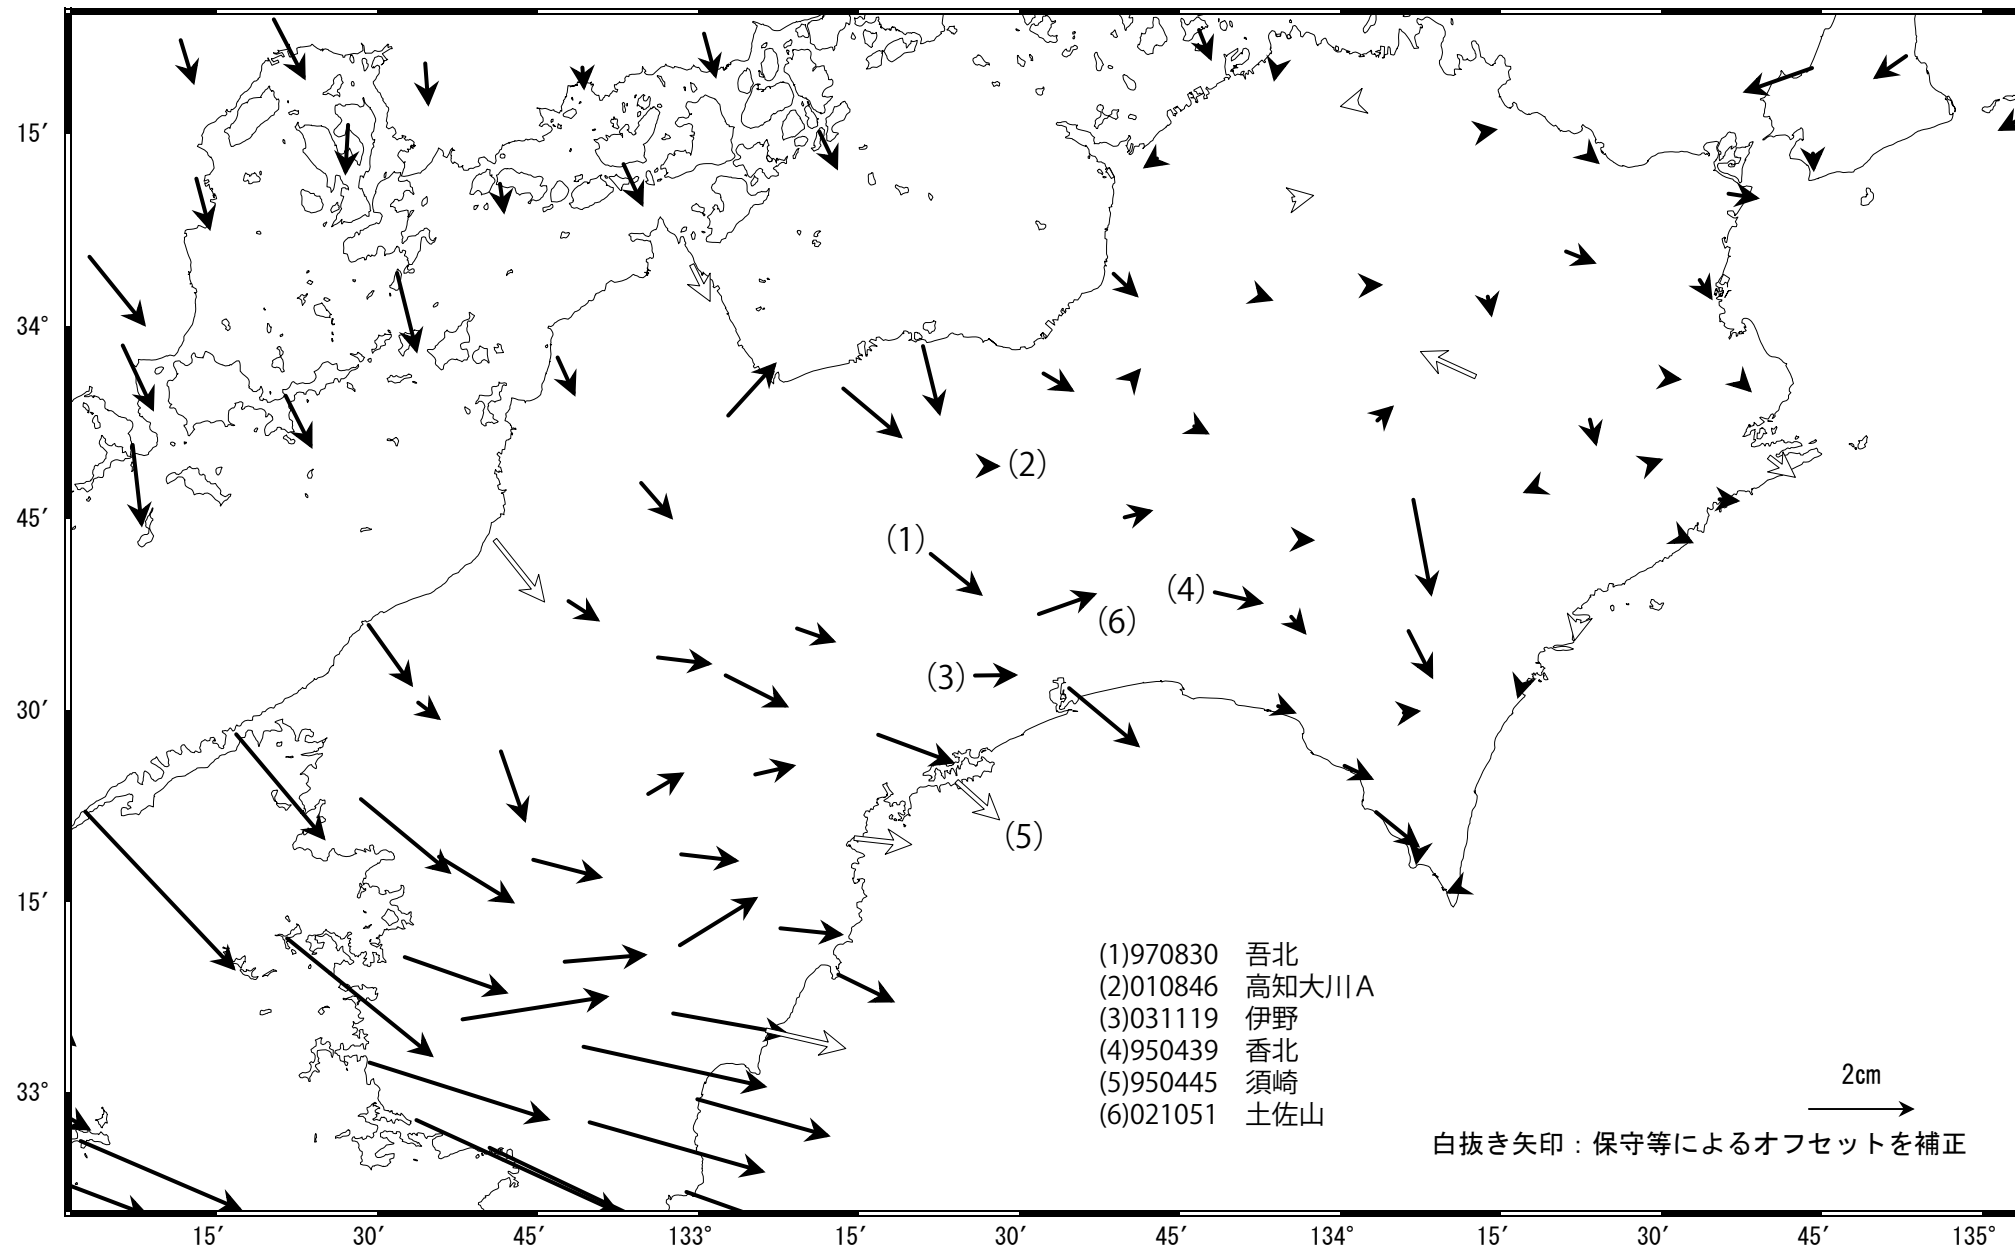 15′
34°
45′
30′
15′
33°
(2)
(1)
(4)
(6)
(3)
(5)
(1)970830 吾北
(2)010846 高知大川A
(3)031119 伊野
(4)950439 香北
(5)950445 須崎
(6)021051 土佐山
2cm
白抜き矢印：保守等によるオフセットを補正
15′ 30′ 45′ 133° 15′ 30′ 45′ 134° 15′ 30′ 45′ 135°